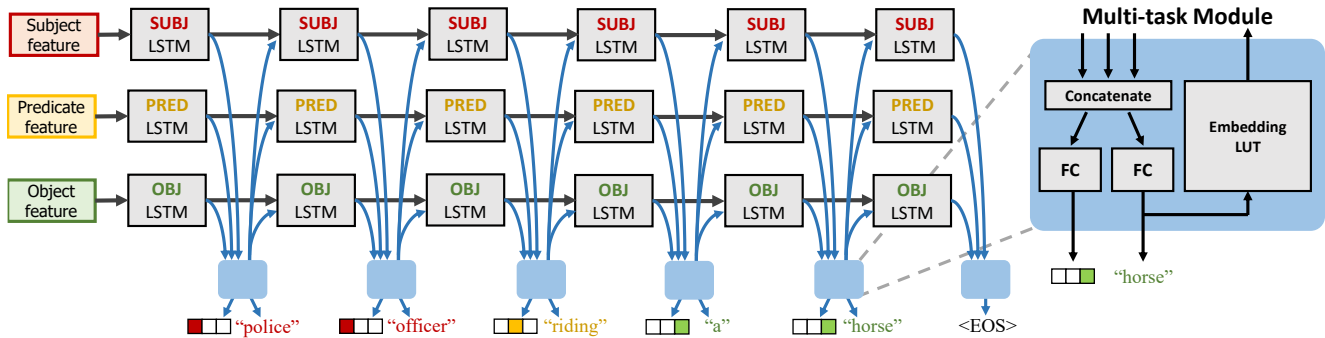 Subject feature
SUBJ LSTM
SUBJ LSTM
SUBJ LSTM
SUBJ LSTM
SUBJ LSTM
SUBJ LSTM
Predicate feature
PRED LSTM
PRED LSTM
PRED LSTM
PRED LSTM
PRED LSTM
PRED LSTM
Object feature
OBJ LSTM
OBJ LSTM
OBJ LSTM
OBJ LSTM
OBJ LSTM
OBJ LSTM
"police"
"officer"
"riding"
"a"
"horse"
<EOS>
Multi-task Module
Concatenate
FC
FC
Embedding
LUT
"horse"